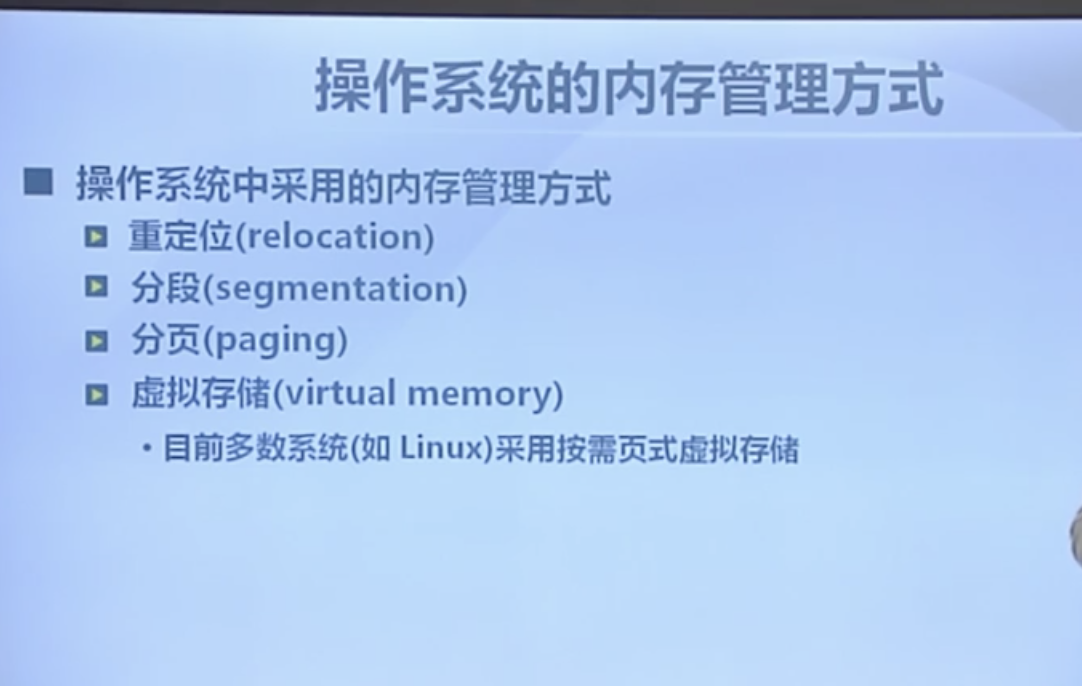 操作系统的内存管理方式
操作系统中采用的内存管理方式
重定位(relocation)
分段(segmentation)
分页(paging)
虚拟存储(virtual memory)
·目前多数系统(如 Linux)采用按需页式虚拟存储